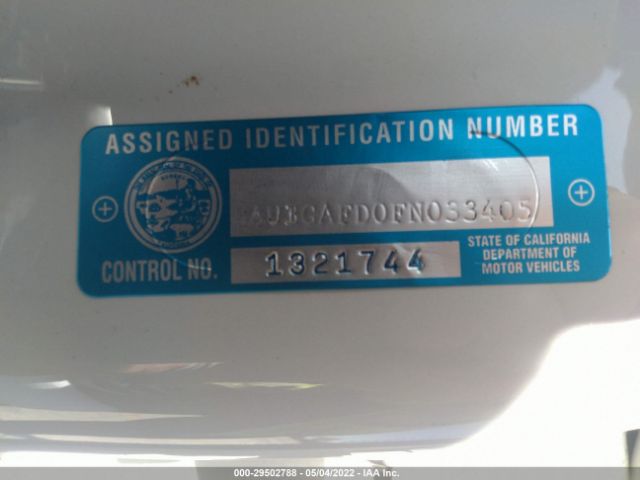 ASSIGNED IDENTIFICATION NUMBER
AU3GAFD0FN033405
CONTROL NO.
1321744
STATE OF CALIFORNIA
DEPARTMENT OF
MOTOR VEHICLES
000-29502788 - 05/04/2022 - IAA Inc.